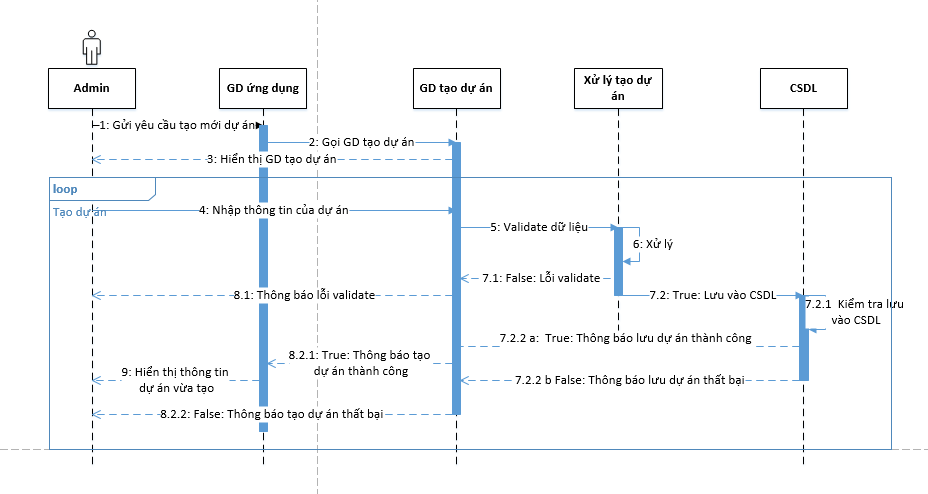 Admin
GD ứng dụng
GD tạo dự án
Xử lý tạo dự
án
CSDL
1: Gửi yêu cầu tạo mới dự án
2: Gọi GD tạo dự án
3: Hiển thị GD tạo dự án
loop
Tạo dự án
4: Nhập thông tin của dự án
5: Validate dữ liệu
6: Xử lý
7.1: False: Lỗi validate
8.1: Thông báo lỗi validate
7.2: True: Lưu vào CSDL
7.2.1 Kiểm tra lưu
vào CSDL
7.2.2 a: True: Thông báo lưu dự án thành công
8.2.1: True: Thông báo tạo
dự án thành công
9: Hiển thị thông tin
dự án vừa tạo
7.2.2 b False: Thông báo lưu dự án thất bại
8.2.2: False: Thông báo tạo dự án thất bại